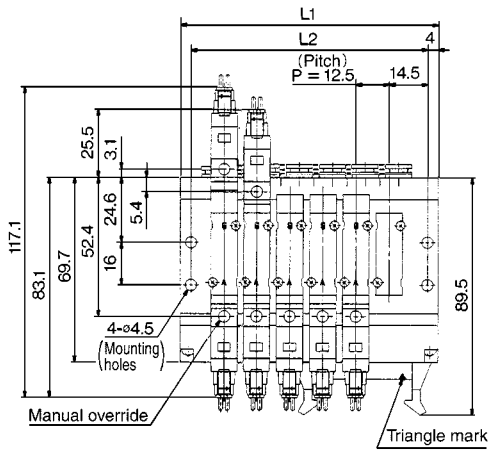 L1
L2
4
(Pitch)
P = 12.5
14.5
25.5
3.1
5.4
24.6
16
52.4
69.7
83.1
117.1
89.5
4-ø4.5
(Mounting holes)
Manual override
Triangle mark